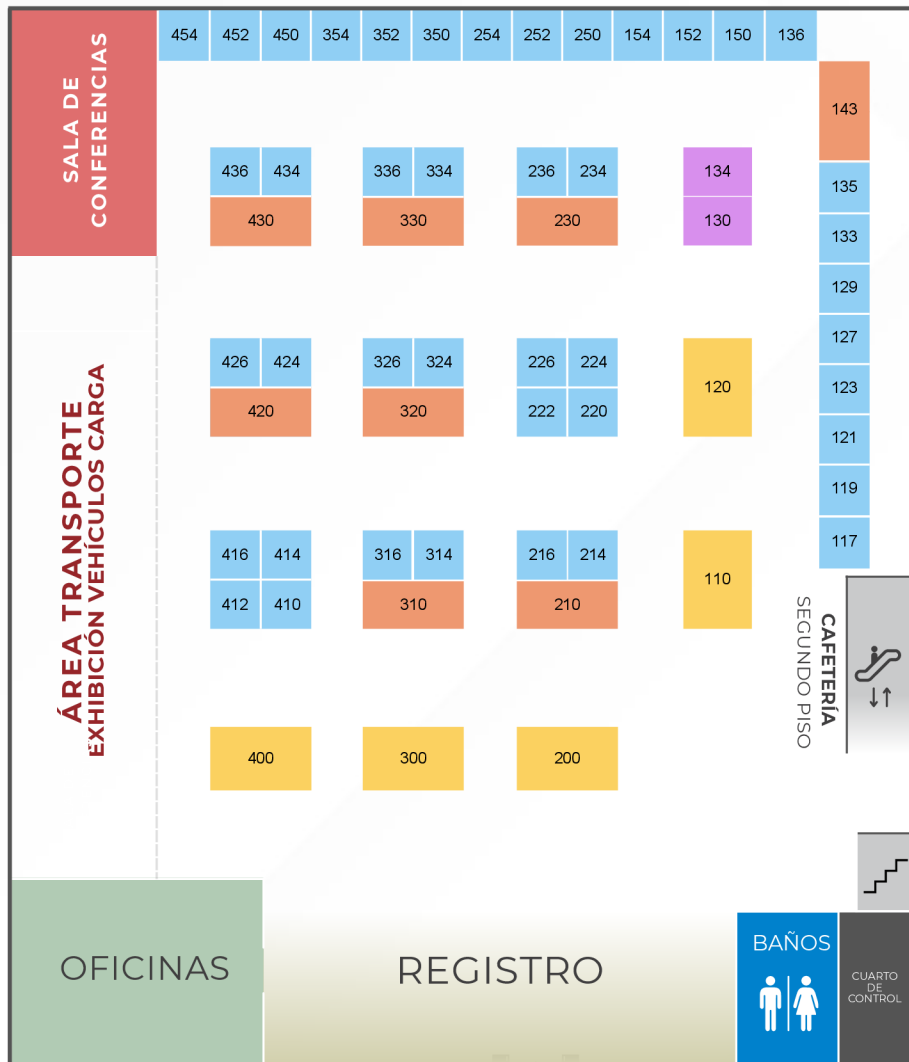 454 452 450 354 352 350 254 252 250 154 152 150 136
SALA DE
CONFERENCIAS
143
436 434 336 334 236 234 134
135
430 330 230 130
133
129
127
426 424 326 324 226 224
120
123
420 320 222 220
121
119
117
ÁREA TRANSPORTE
EXHIBICIÓN VEHÍCULOS CARGA
416 414 316 314 216 214
110
412 410 310 210
CAFETERÍA
SEGUNDO PISO
400 300 200
OFICINAS
REGISTRO
BAÑOS
CUARTO
DE
CONTROL